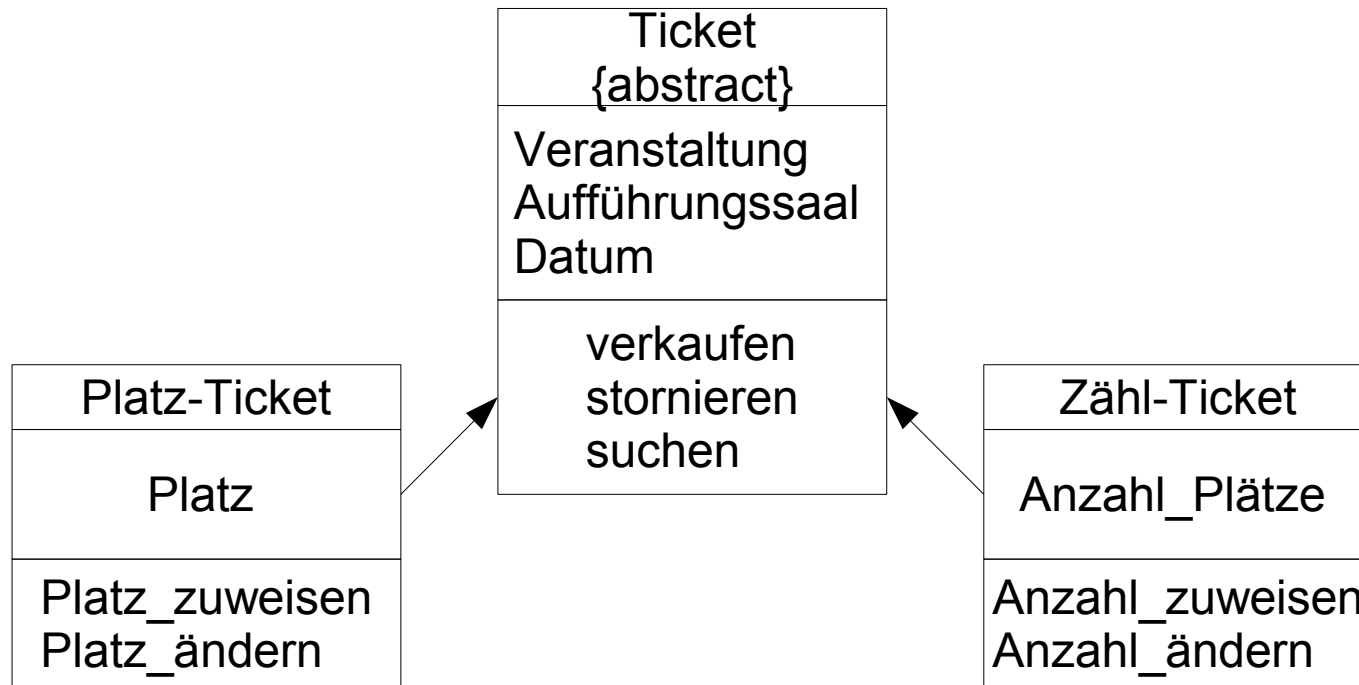 Ticket
{abstract}
Veranstaltung
Aufführungssaal
Datum
verkaufen
stornieren
suchen
Platz-Ticket
Platz
Platz_zuweisen
Platz_ändern
Zähl-Ticket
Anzahl_Plätze
Anzahl_zuweisen
Anzahl_ändern